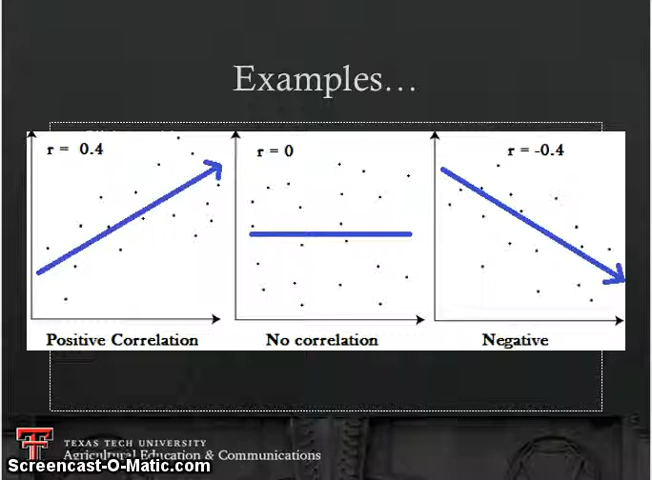 Examples…
r = 0.4
r = 0
r = -0.4
Positive Correlation
No correlation
Negative
TEXAS TECH UNIVERSITY
Agricultural Education & Communications
Screencast-O-Matic.com